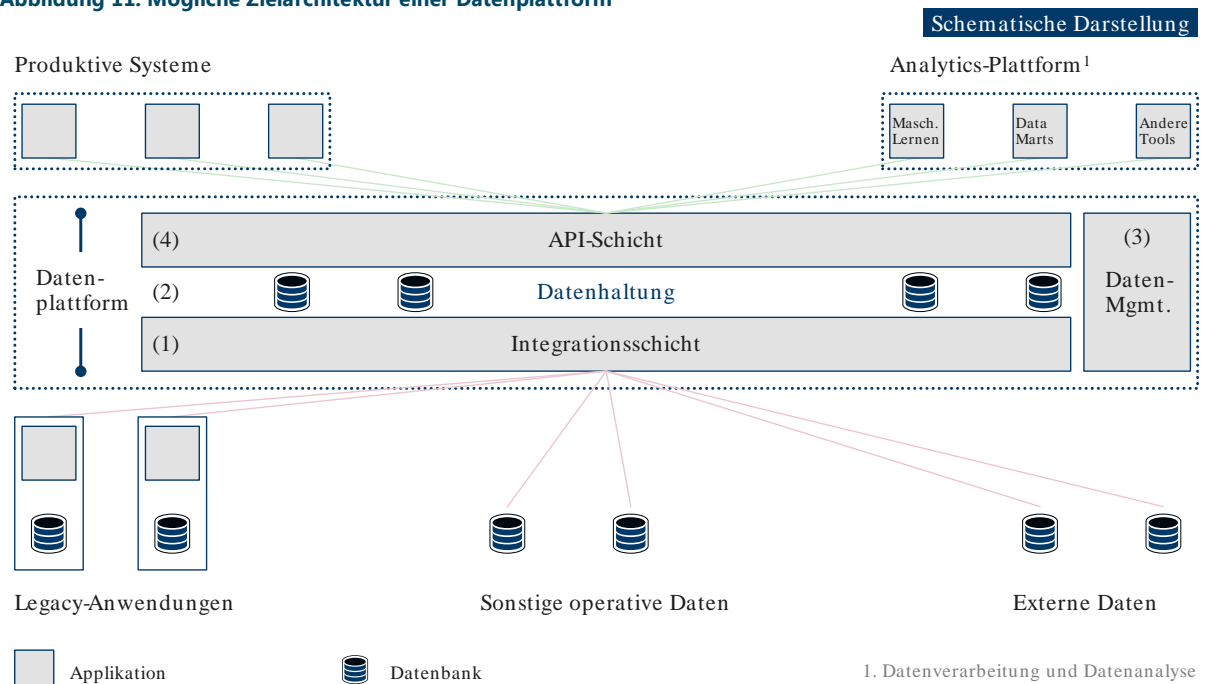 Abbildung 11: Mögliche Zielarchitektur einer Datenplattform
Schematische Darstellung
Produktive Systeme
Analytics-Plattform1
Masch.
Lernen
Data
Marts
Andere
Tools
Daten-
plattform
(4)
API-Schicht
(2)
Datenhaltung
(1)
Integrationsschicht
(3)
Daten-
Mgmt.
Legacy-Anwendungen
Sonstige operative Daten
Externe Daten
Applikation
Datenbank
1. Datenverarbeitung und Datenanalyse